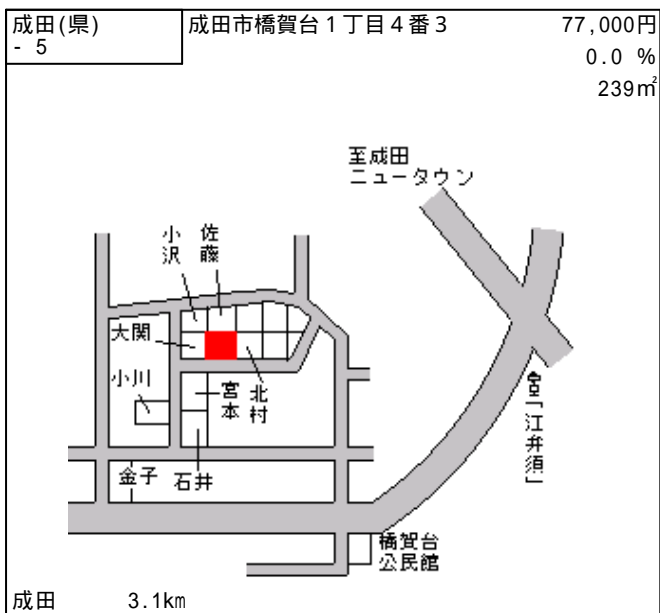 成田(県)
- 5
成田市橋賀台1丁目4番3
77,000円
0.0 %
239㎡
至成田
ニュータウン
小沢
佐藤
大関
小川
宮本
北村
「江弁須」
金子
石井
橋賀台
公民館
成田 3.1km